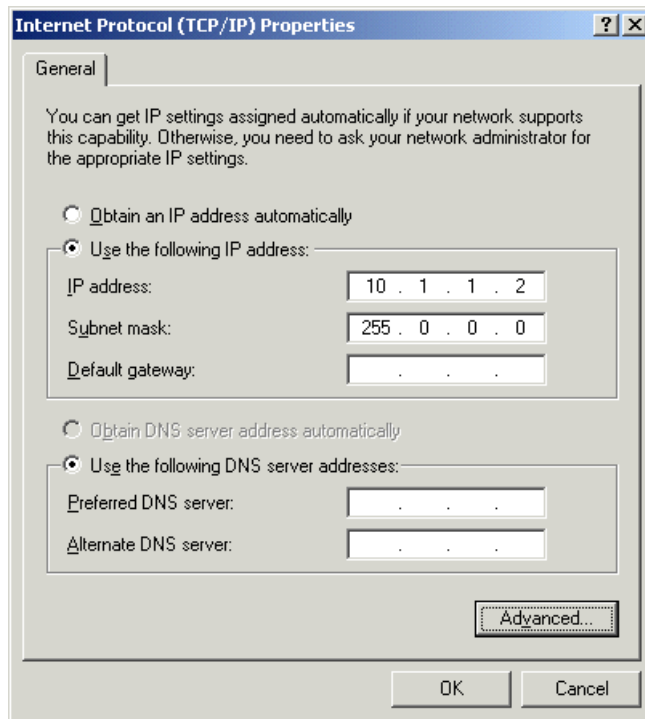 Internet Protocol (TCP/IP) Properties
General
You can get IP settings assigned automatically if your network supports
this capability. Otherwise, you need to ask your network administrator for
the appropriate IP settings.
Obtain an IP address automatically
Use the following IP address:
IP address: 10 . 1 . 1 . 2
Subnet mask: 255 . 0 . 0 . 0
Default gateway: . . .
Obtain DNS server address automatically
Use the following DNS server addresses:
Preferred DNS server: . . .
Alternate DNS server: . . .
Advanced...
OK Cancel